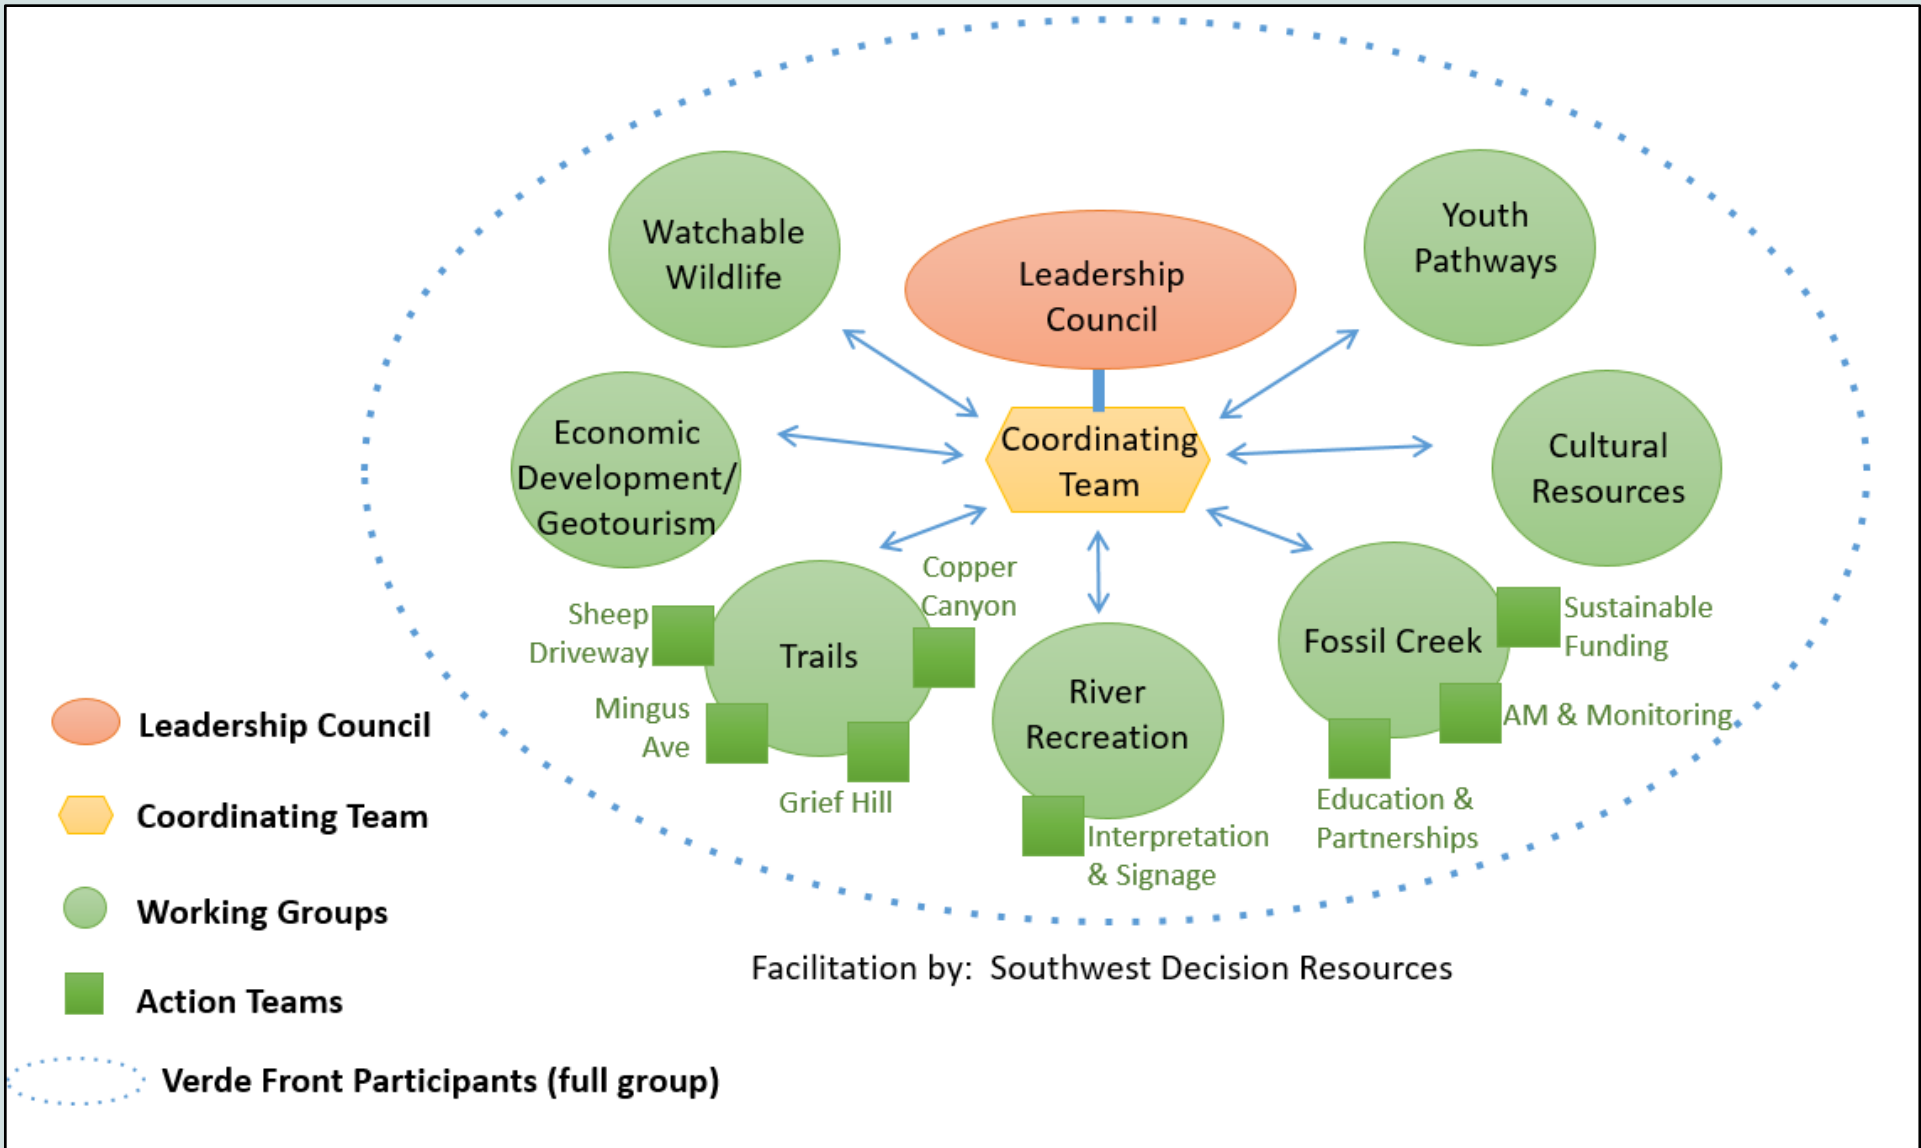 Watchable
Wildlife
Leadership
Council
Youth
Pathways
Economic
Development/
Geotourism
Coordinating
Team
Cultural
Resources
Sheep
Driveway
Copper
Canyon
Trails
Mingus
Ave
Grief Hill
River
Recreation
Interpretation
& Signage
Fossil Creek
Sustainable
Funding
AM & Monitoring
Education &
Partnerships
Facilitation by:  Southwest Decision Resources
Leadership Council
Coordinating Team
Working Groups
Action Teams
Verde Front Participants (full group)